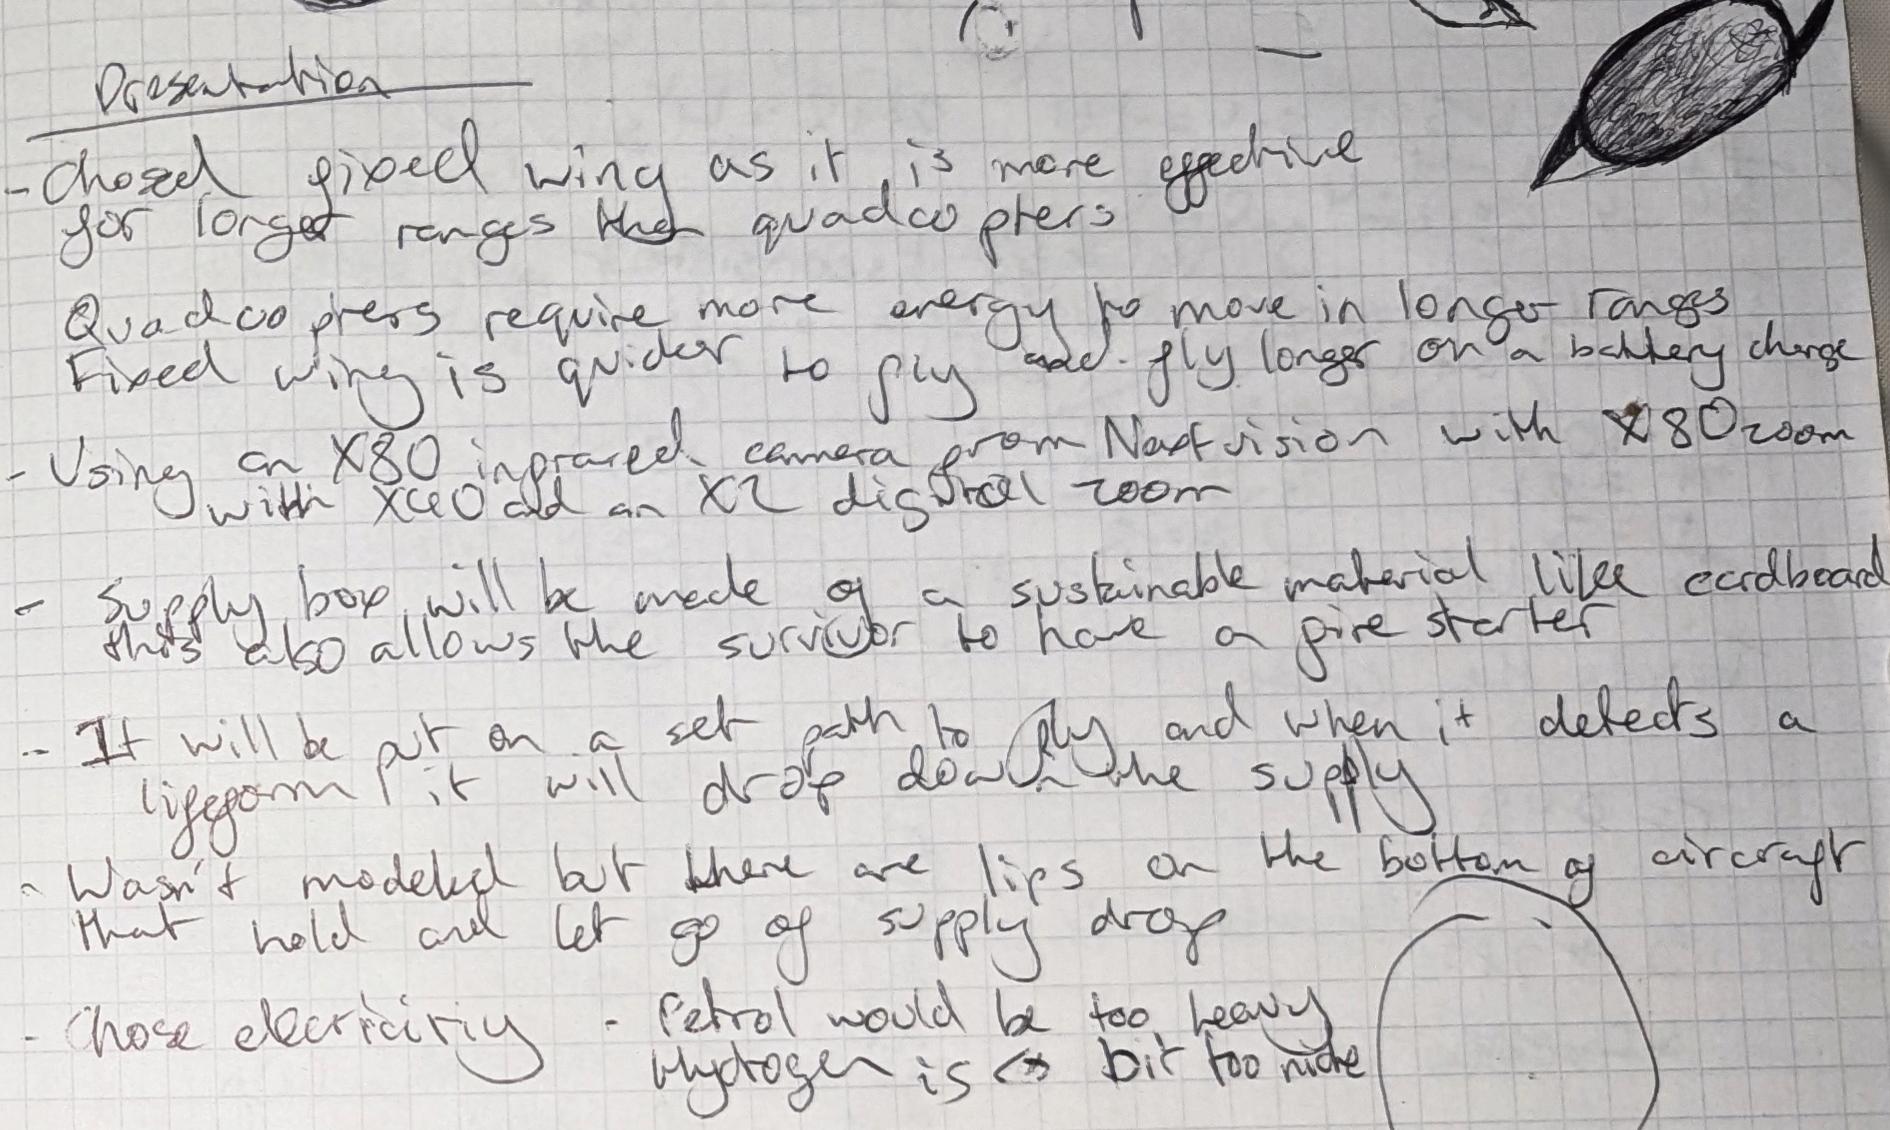 Presentation
- Chosed fixed wing as it is more effective
for longer ranges than quadcopters
Quadcopters require more energy to move in longer ranges
Fixed wing is quicker to fly and fly longer on a battery charge
- Using an X80 infrared camera from Nextvision with X80 zoom
with X40 and an X2 digital zoom
- Supply box will be made of a sustainable material like cardboard
this also allows the survivor to have a fire starter
- It will be put on a set path to fly and when it detects a
lifeform it will drop down the supply
- Wasn't modeled but there are lips on the bottom of aircraft
that hold and let go of supply drop
- Chose electricity - Petrol would be too heavy
Hydrogen is a bit too niche